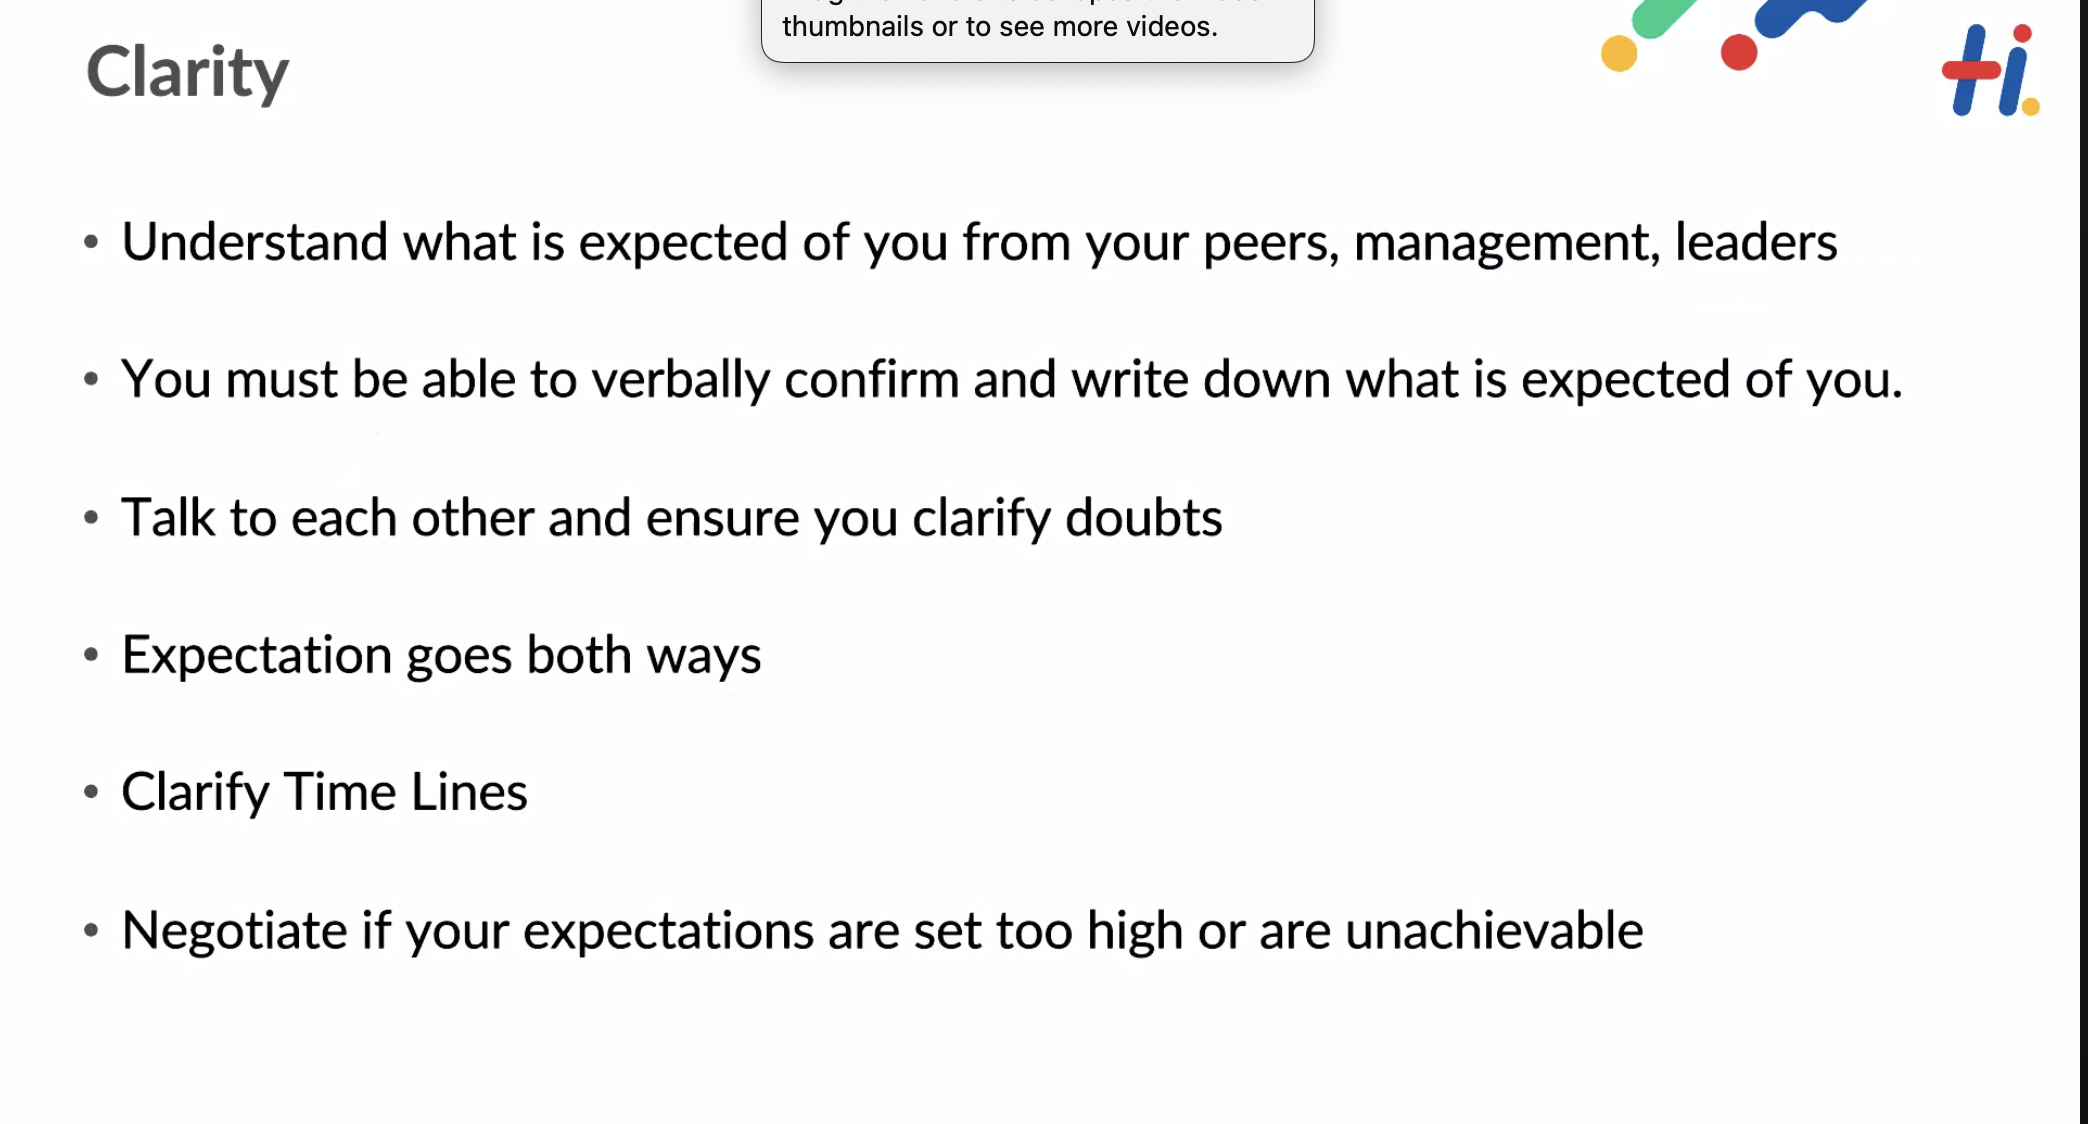 thumbnails or to see more videos.
Clarity
Hi.
• Understand what is expected of you from your peers, management, leaders
• You must be able to verbally confirm and write down what is expected of you.
• Talk to each other and ensure you clarify doubts
• Expectation goes both ways
• Clarify Time Lines
• Negotiate if your expectations are set too high or are unachievable